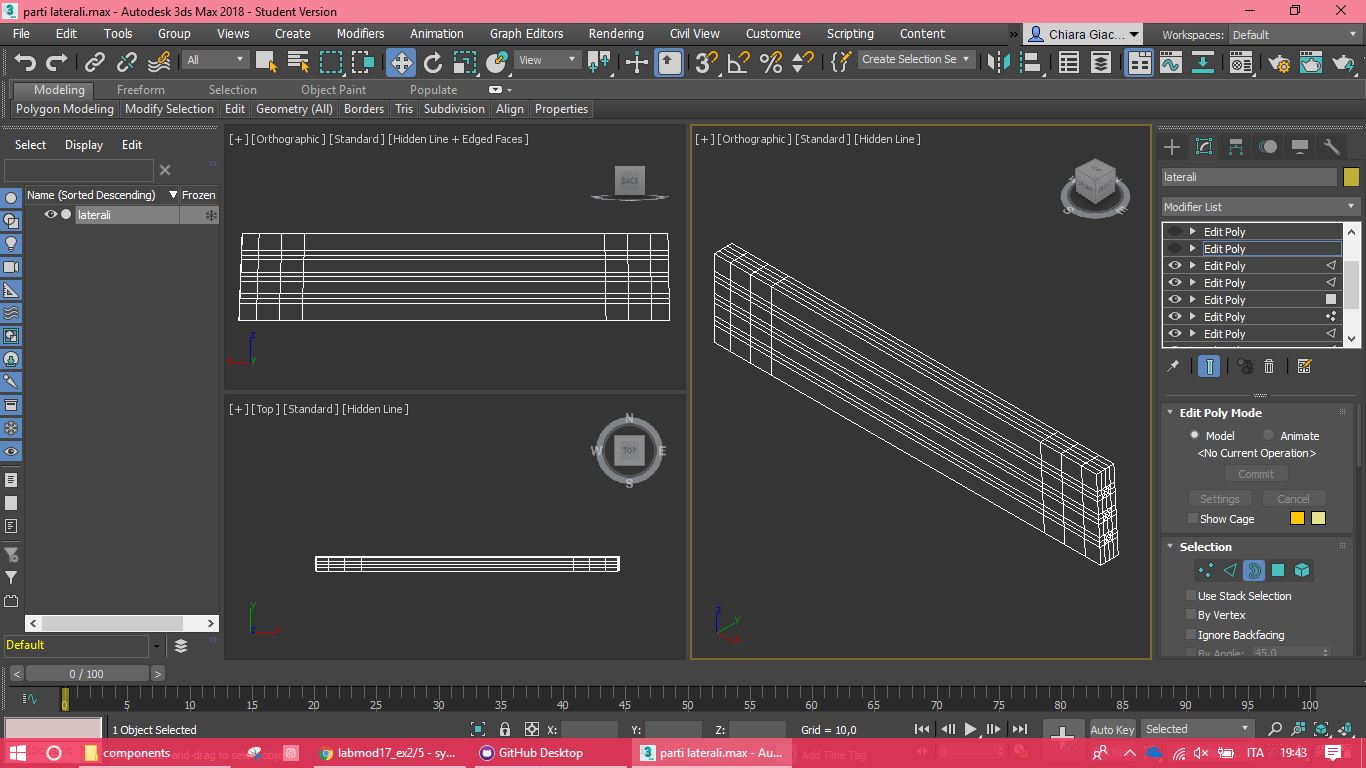 parti laterali.max - Autodesk 3ds Max 2018 - Student Version
File Edit Tools Group Views Create Modifiers Animation Graph Editors Rendering Civil View Customize Scripting Content » Chiara Giac... Workspaces: Default
All View Create Selection Se
Modeling Freeform Selection Object Paint Populate
Polygon Modeling Modify Selection Edit Geometry (All) Borders Tris Subdivision Align Properties
Select Display Edit
Name (Sorted Descending) Frozen
laterali
Default
[+] [Orthographic ] [Standard ] [Hidden Line + Edged Faces ]
BACK
z
y
[+] [Top ] [Standard ] [Hidden Line ]
N
W TOP E
S
y
z
[+] [Orthographic ] [Standard ] [Hidden Line ]
TOP
S E
z
y
laterali
Modifier List
Edit Poly
Edit Poly
Edit Poly
Edit Poly
Edit Poly
Edit Poly
Edit Poly
Edit Poly Mode
Model Animate
<No Current Operation>
Commit
Settings Cancel
Show Cage
Selection
Use Stack Selection
By Vertex
Ignore Backfacing
By Angle: 45.0
< 0 / 100 >
0 5 10 15 20 25 30 35 40 45 50 55 60 65 70 75 80 85 90 95 100
1 Object Selected X: Y: Z: Grid = 10,0 Auto Key Selected
Add Time Tag
components labmod17_ex2/5 - sy... GitHub Desktop parti laterali.max - Au... ITA 19:43